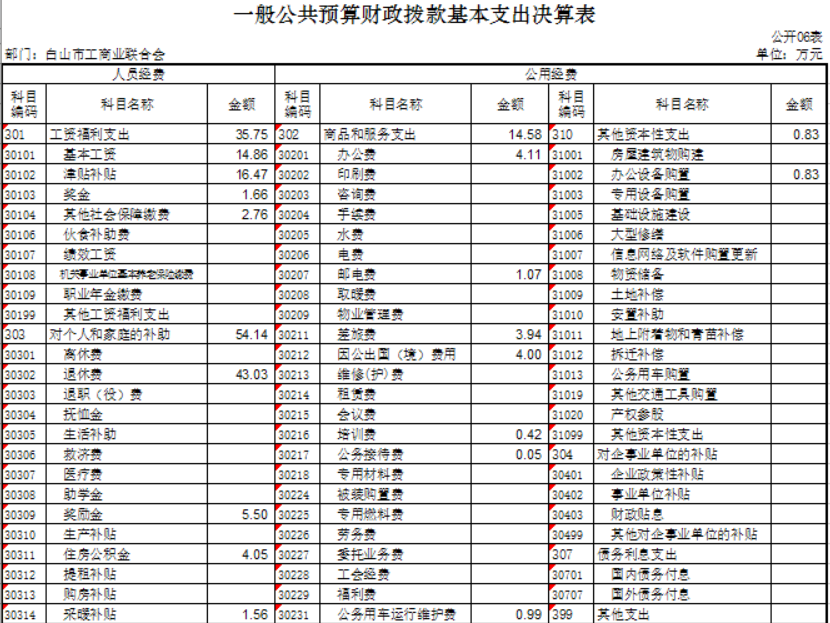 一般公共预算财政拨款基本支出决算表
公开06表
部门：白山市工商业联合会 单位：万元
人员经费 公用经费
科目编码 科目名称 金额 科目编码 科目名称 金额 科目编码 科目名称 金额
301 工资福利支出 35.75 302 商品和服务支出 14.58 310 其他资本性支出 0.83
30101 基本工资 14.86 30201 办公费 4.11 31001 房屋建筑物购建
30102 津贴补贴 16.47 30202 印刷费 31002 办公设备购置 0.83
30103 奖金 1.66 30203 咨询费 31003 专用设备购置
30104 其他社会保障缴费 2.76 30204 手续费 31005 基础设施建设
30106 伙食补助费 30205 水费 31006 大型修缮
30107 绩效工资 30206 电费 31007 信息网络及软件购置更新
30108 机关事业单位基本养老保险缴费 30207 邮电费 1.07 31008 物资储备
30109 职业年金缴费 30208 取暖费 31009 土地补偿
30199 其他工资福利支出 30209 物业管理费 31010 安置补助
303 对个人和家庭的补助 54.14 30211 差旅费 3.94 31011 地上附着物和青苗补偿
30301 离休费 30212 因公出国（境）费用 4.00 31012 拆迁补偿
30302 退休费 43.03 30213 维修(护)费 31013 公务用车购置
30303 退职（役）费 30214 租赁费 31019 其他交通工具购置
30304 抚恤金 30215 会议费 31020 产权参股
30305 生活补助 30216 培训费 0.42 31099 其他资本性支出
30306 救济费 30217 公务接待费 0.05 304 对企事业单位的补贴
30307 医疗费 30218 专用材料费 30401 企业政策性补贴
30308 助学金 30224 被装购置费 30402 事业单位补贴
30309 奖励金 5.50 30225 专用燃料费 30403 财政贴息
30310 生产补贴 30226 劳务费 30499 其他对企事业单位的补贴
30311 住房公积金 4.05 30227 委托业务费 307 债务利息支出
30312 提租补贴 30228 工会经费 30701 国内债务付息
30313 购房补贴 30229 福利费 30707 国外债务付息
30314 采暖补贴 1.56 30231 公务用车运行维护费 0.99 399 其他支出